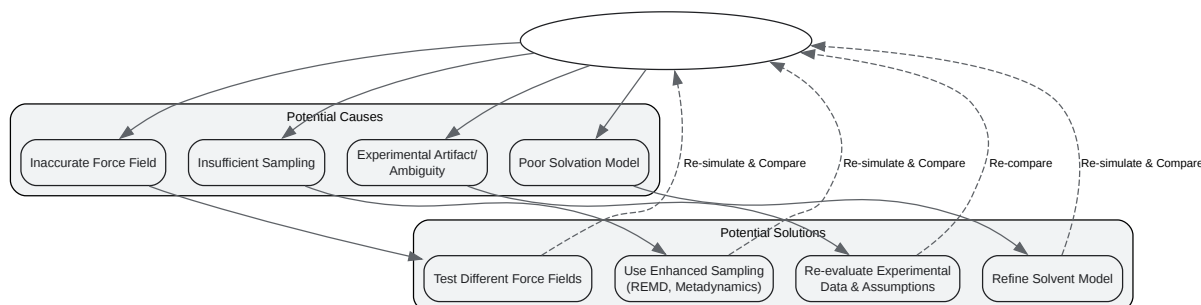 Potential Causes
Inaccurate Force Field
Insufficient Sampling
Experimental Artifact/
Ambiguity
Poor Solvation Model
Re-simulate & Compare
Re-simulate & Compare
Re-compare
Re-simulate & Compare
Potential Solutions
Test Different Force Fields
Use Enhanced Sampling
(REMD, Metadynamics)
Re-evaluate Experimental
Data & Assumptions
Refine Solvent Model